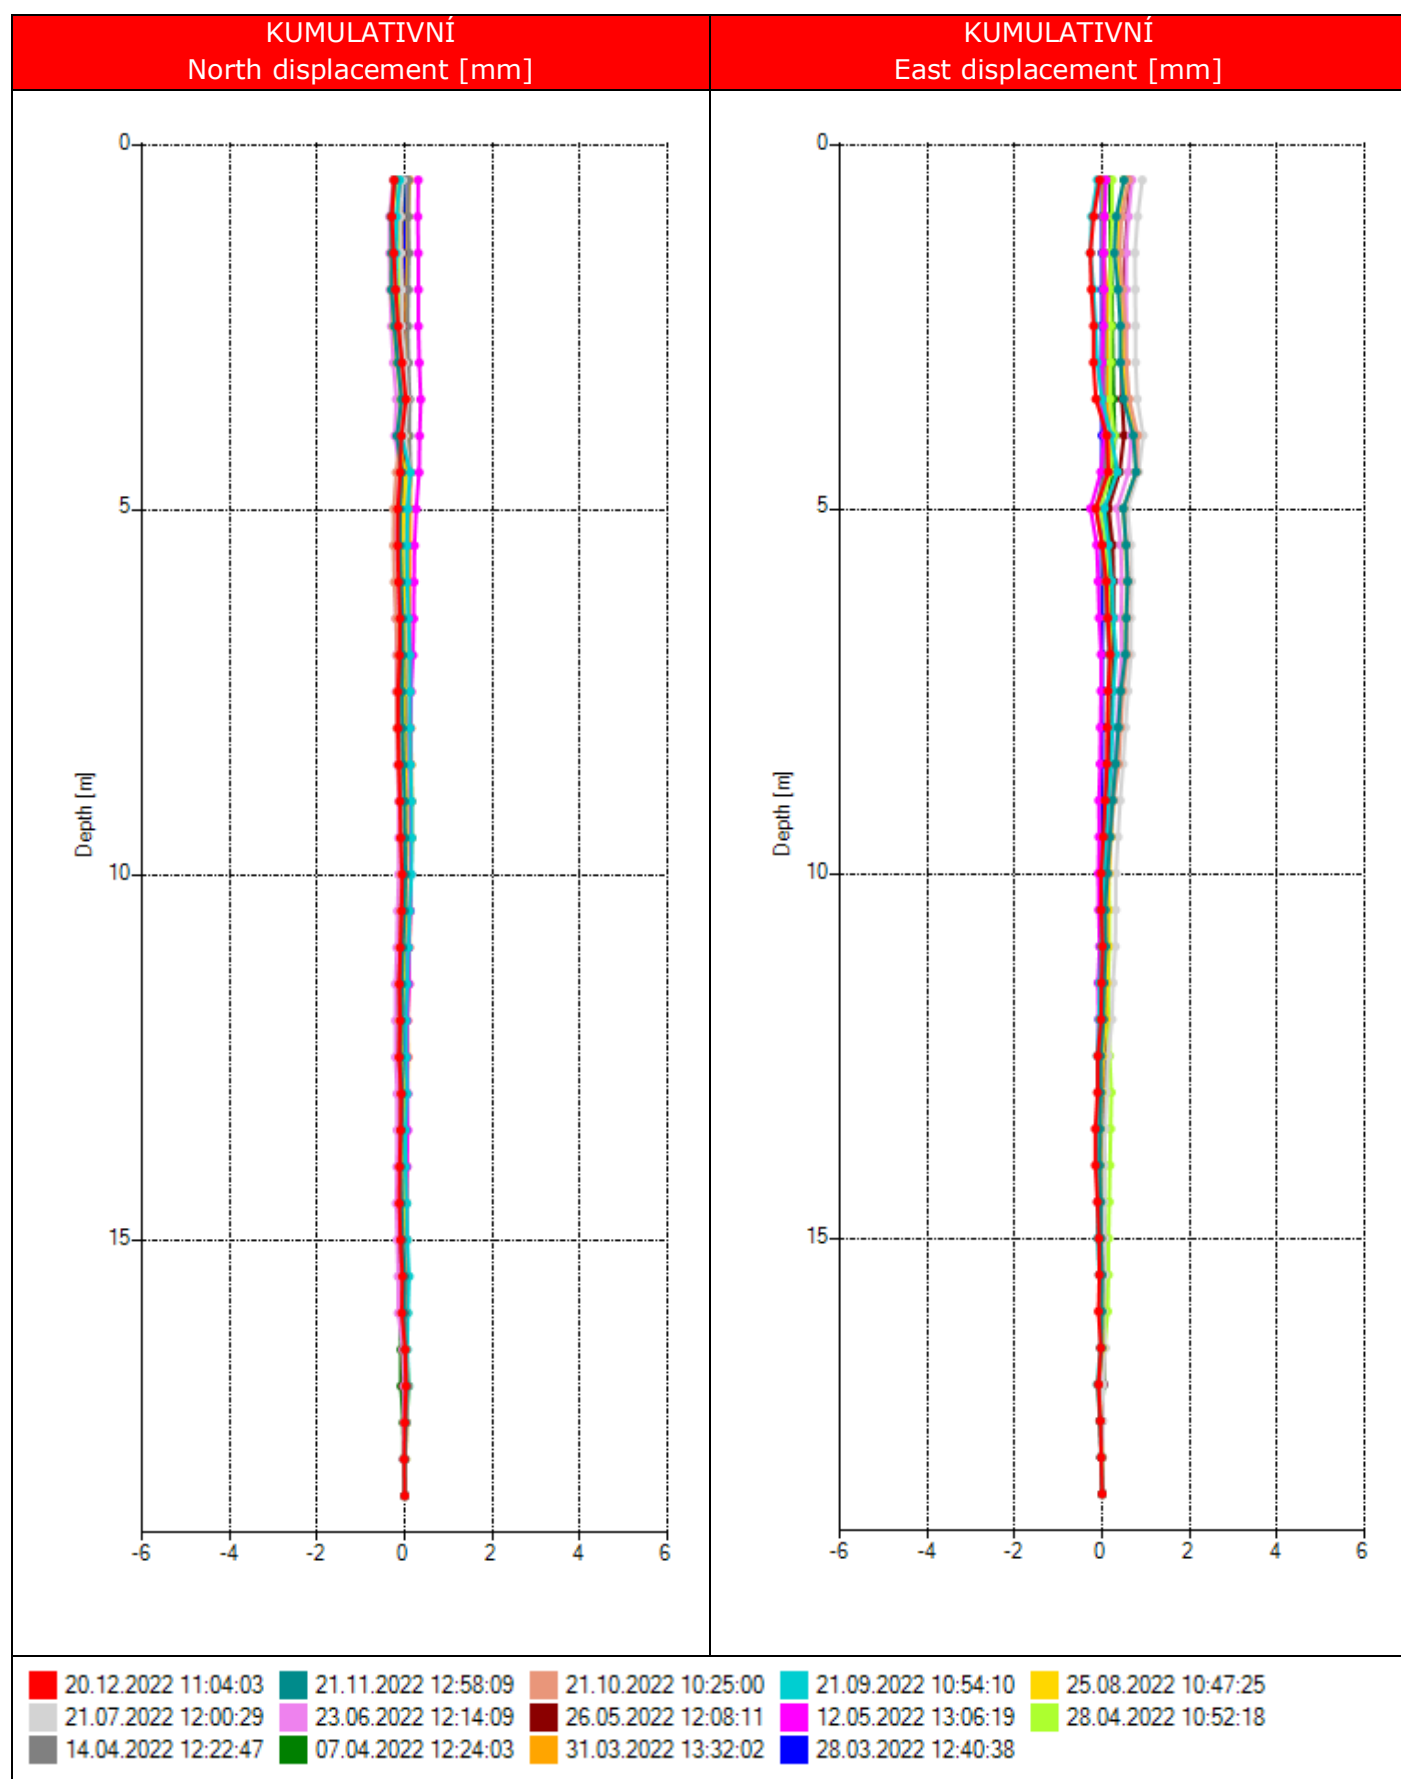 KUMULATIVNÍ
North displacement [mm]
KUMULATIVNÍ
East displacement [mm]
0
5
10
15
Depth [m]
-6 -4 -2 0 2 4 6
0
5
10
15
Depth [m]
-6 -4 -2 0 2 4 6
20.12.2022 11:04:03 21.11.2022 12:58:09 21.10.2022 10:25:00 21.09.2022 10:54:10 25.08.2022 10:47:25
21.07.2022 12:00:29 23.06.2022 12:14:09 26.05.2022 12:08:11 12.05.2022 13:06:19 28.04.2022 10:52:18
14.04.2022 12:22:47 07.04.2022 12:24:03 31.03.2022 13:32:02 28.03.2022 12:40:38